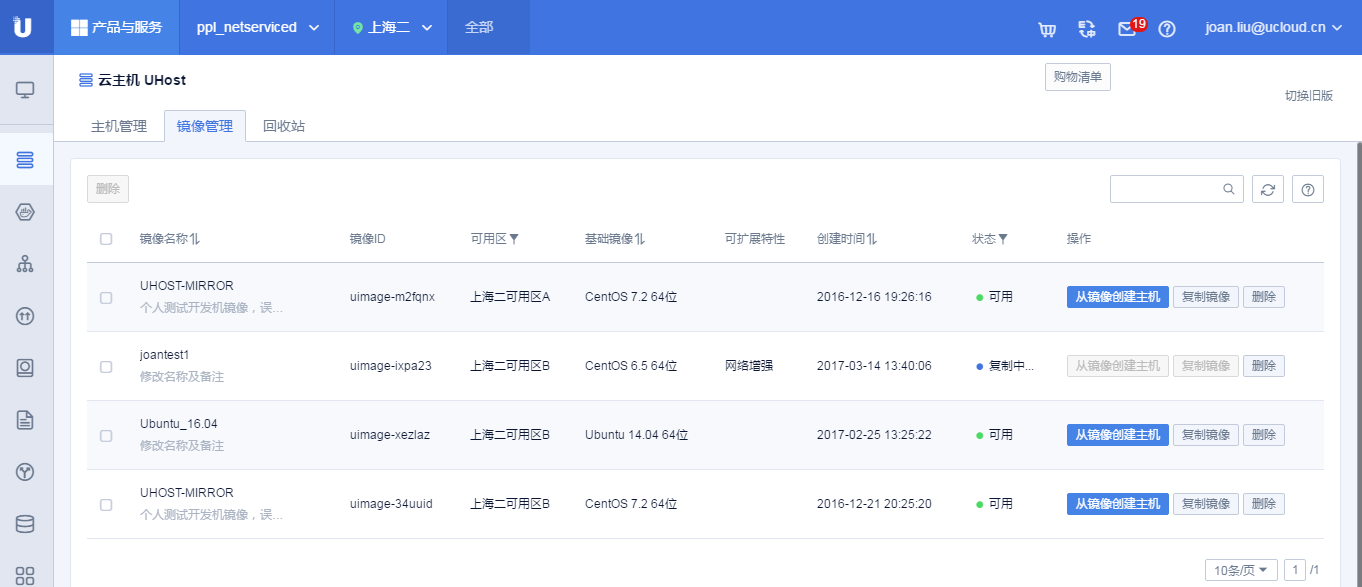 U 产品与服务 ppl_netserviced 上海二 全部 19 joan.liu@ucloud.cn
云主机 UHost 购物清单
切换旧版
主机管理 镜像管理 回收站
删除
镜像名称 镜像ID 可用区 基础镜像 可扩展特性 创建时间 状态 操作
UHOST-MIRROR
个人测试开发机镜像，误...
uimage-m2fqnx 上海二可用区A CentOS 7.2 64位 2016-12-16 19:26:16 可用 从镜像创建主机 复制镜像 删除
joantest1
修改名称及备注
uimage-ixpa23 上海二可用区B CentOS 6.5 64位 网络增强 2017-03-14 13:40:06 复制中... 从镜像创建主机 复制镜像 删除
Ubuntu_16.04
修改名称及备注
uimage-xezlaz 上海二可用区B Ubuntu 14.04 64位 2017-02-25 13:25:22 可用 从镜像创建主机 复制镜像 删除
UHOST-MIRROR
个人测试开发机镜像，误...
uimage-34uuid 上海二可用区B CentOS 7.2 64位 2016-12-21 20:25:20 可用 从镜像创建主机 复制镜像 删除
10条/页 1 /1